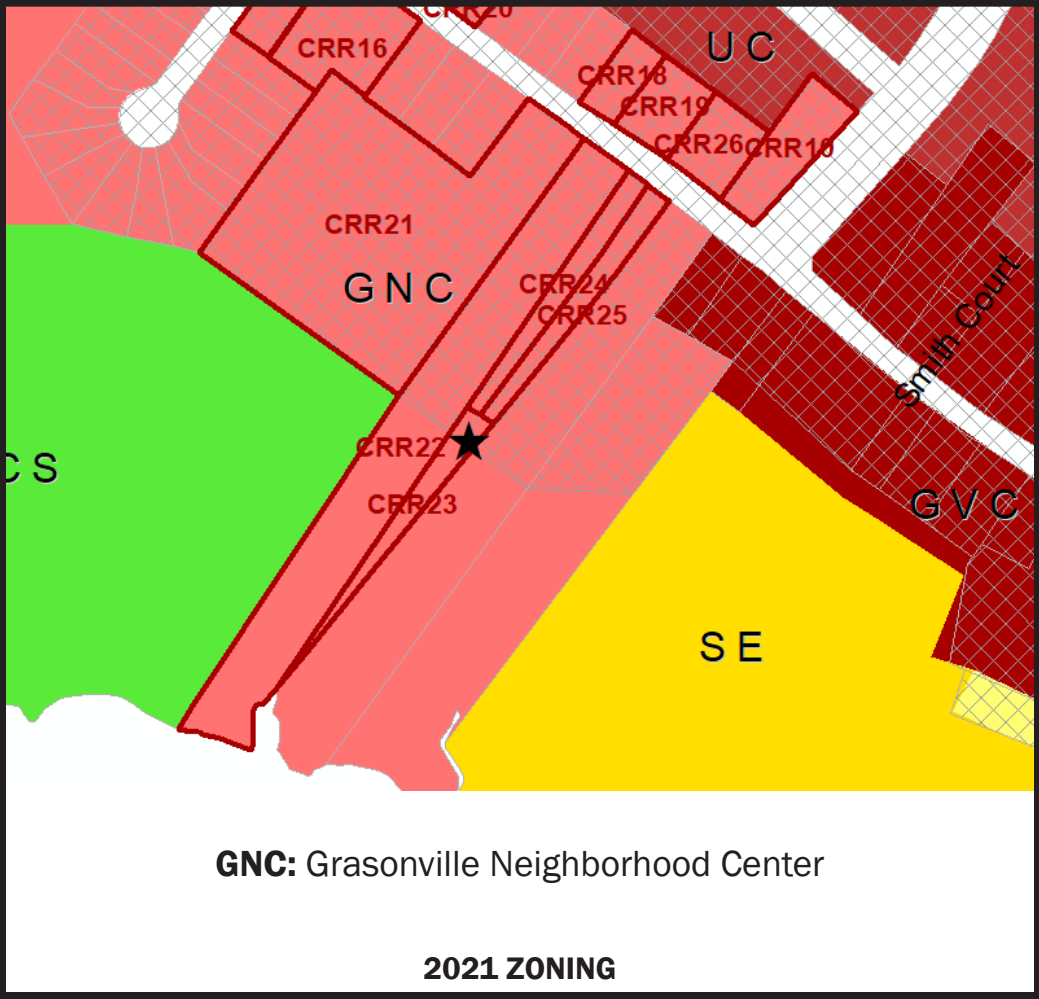 CRR20
CRR16
U C
CRR18
CRR19
CRR26
CRR10
CRR21
G N C
CRR24
CRR25
Smith Court
CRR22
C S
CRR23
G V C
S E
GNC: Grasonville Neighborhood Center
2021 ZONING